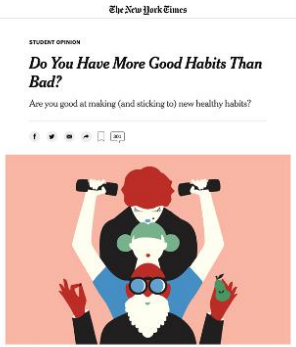 The New York Times
STUDENT OPINION
Do You Have More Good Habits Than
Bad?
Are you good at making (and sticking to) new healthy habits?
301